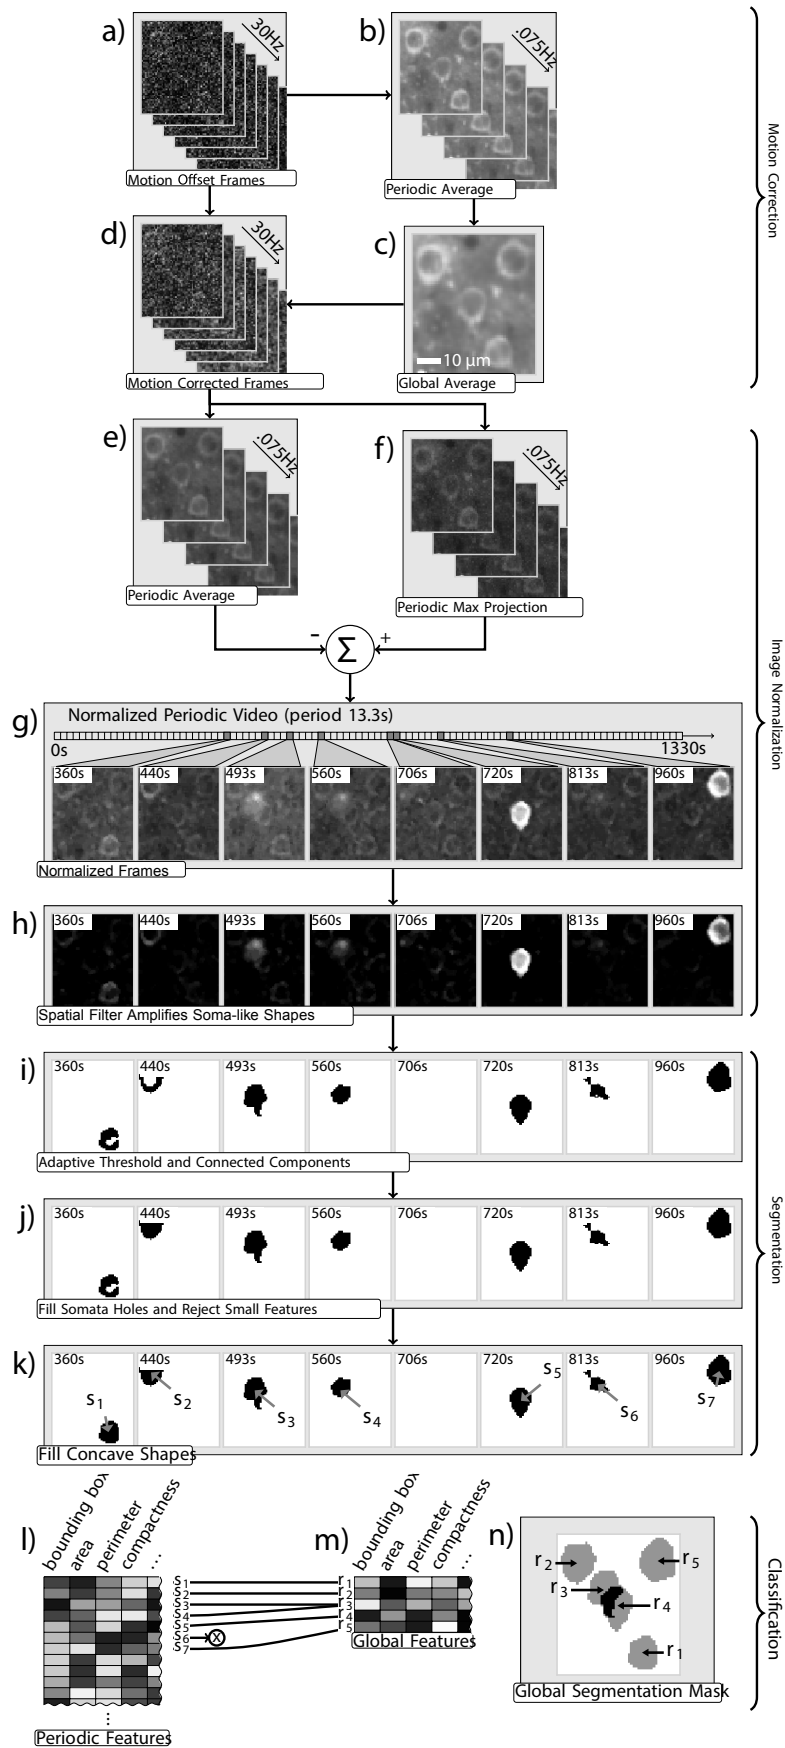 a)
30Hz
Motion Offset Frames
b)
.075Hz
Periodic Average
c)
10 µm
Global Average
d)
30Hz
Motion Corrected Frames
Motion Correction
e)
.075Hz
Periodic Average
f)
.075Hz
Periodic Max Projection
-
Σ
+
g)
Normalized Periodic Video (period 13.3s)
0s
1330s
360s 440s 493s 560s 706s 720s 813s 960s
Normalized Frames
Image Normalization
h)
360s 440s 493s 560s 706s 720s 813s 960s
Spatial Filter Amplifies Soma-like Shapes
i)
360s 440s 493s 560s 706s 720s 813s 960s
Adaptive Threshold and Connected Components
j)
360s 440s 493s 560s 706s 720s 813s 960s
Fill Somata Holes and Reject Small Features
Segmentation
k)
360s 440s 493s 560s 706s 720s 813s 960s
s1 s2 s3 s4 s5 s6 s7
Fill Concave Shapes
l)
bounding box
area
perimeter
compactness
...
s1
s2
s3
s4
s5
s6
s7
x
...
Periodic Features
m)
bounding box
area
perimeter
compactness
...
r1
r2
r3
r4
r5
Global Features
n)
r2
r5
r3
r4
r1
Global Segmentation Mask
Classification